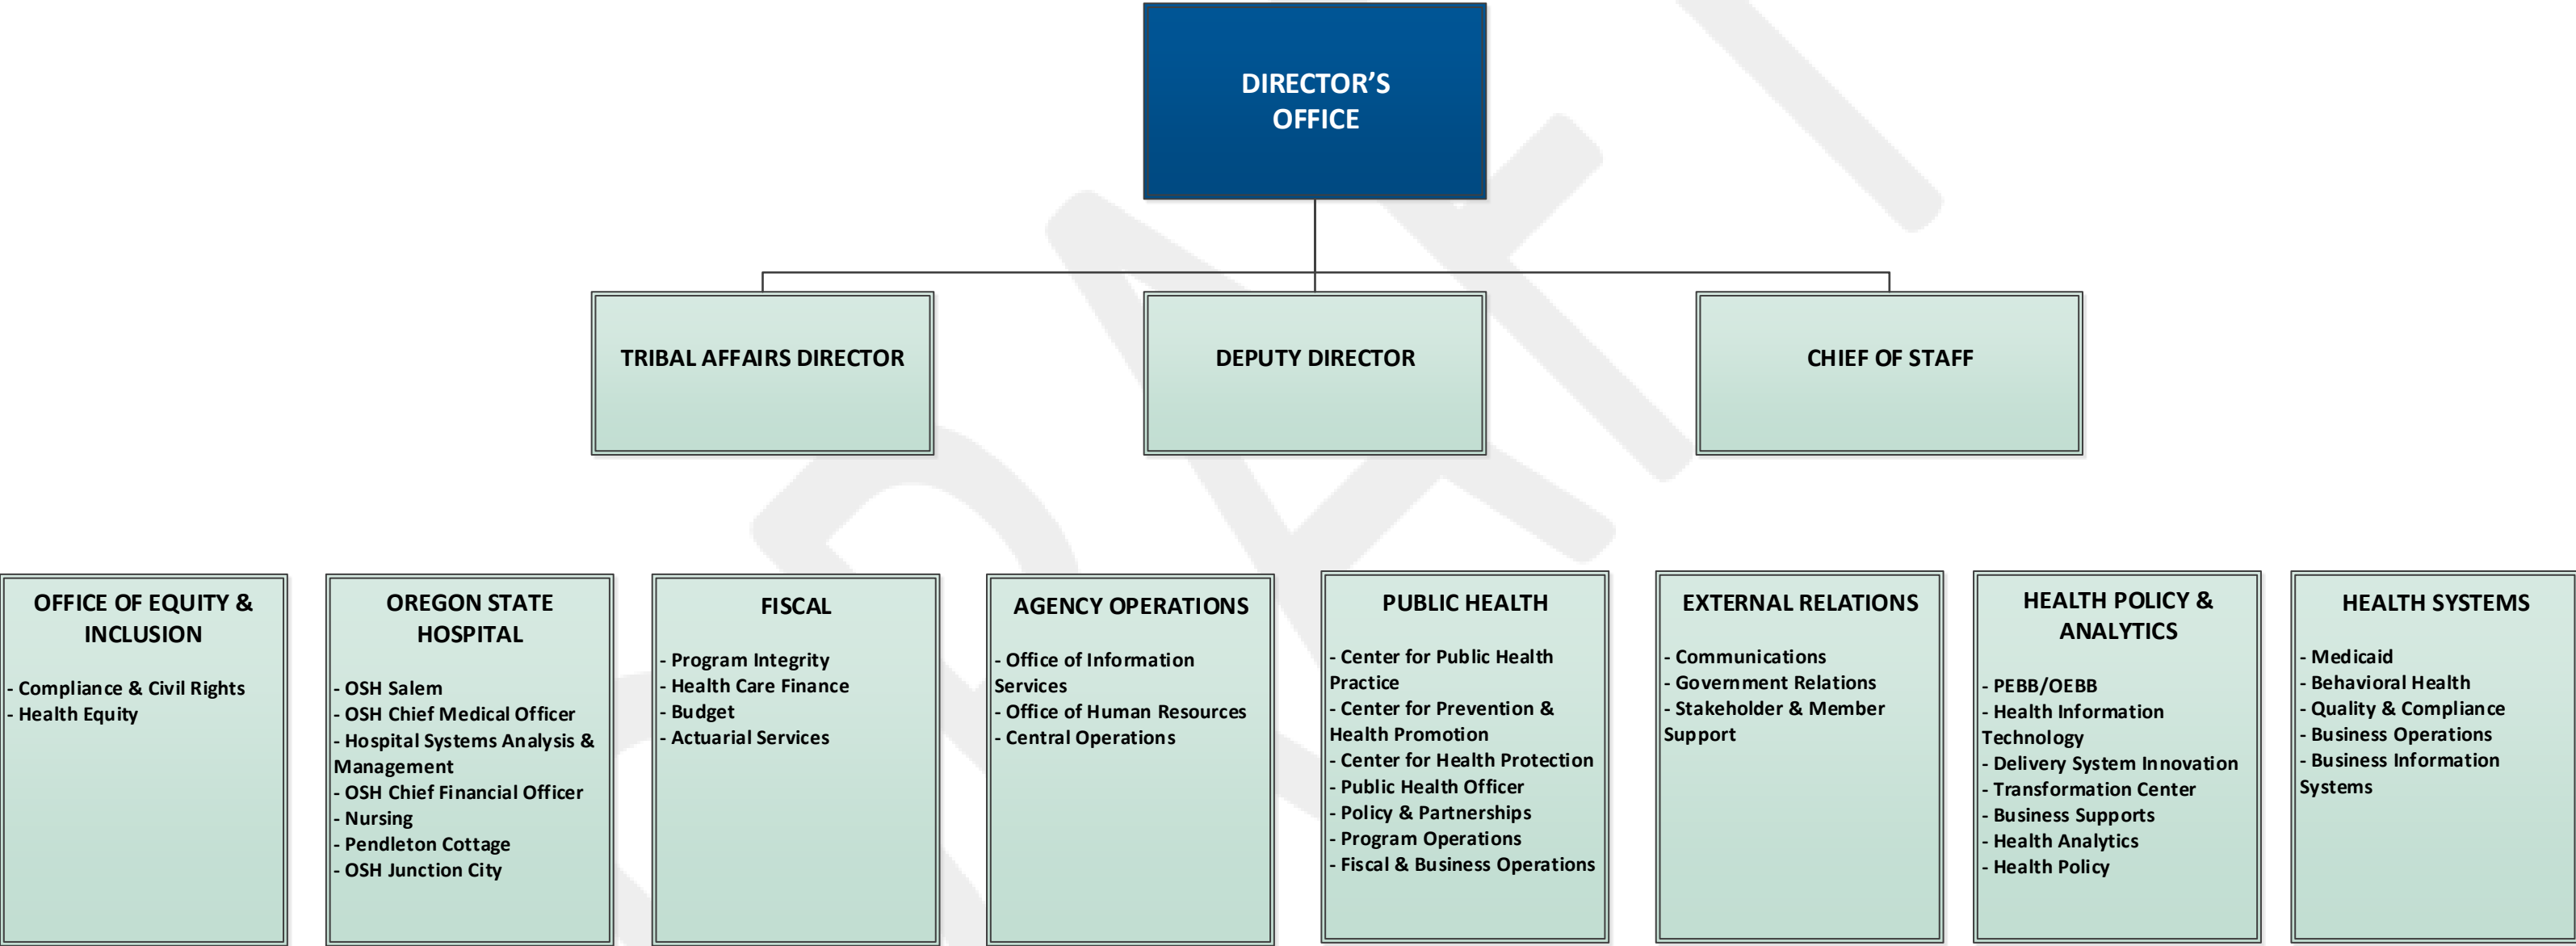 DIRECTOR’S
OFFICE
TRIBAL AFFAIRS DIRECTOR
DEPUTY DIRECTOR
CHIEF OF STAFF
OFFICE OF EQUITY &
INCLUSION
- Compliance & Civil Rights
- Health Equity
OREGON STATE
HOSPITAL
- OSH Salem
- OSH Chief Medical Officer
- Hospital Systems Analysis &
Management
- OSH Chief Financial Officer
- Nursing
- Pendleton Cottage
- OSH Junction City
FISCAL
- Program Integrity
- Health Care Finance
- Budget
- Actuarial Services
AGENCY OPERATIONS
- Office of Information
Services
- Office of Human Resources
- Central Operations
PUBLIC HEALTH
- Center for Public Health
Practice
- Center for Prevention &
Health Promotion
- Center for Health Protection
- Public Health Officer
- Policy & Partnerships
- Program Operations
- Fiscal & Business Operations
EXTERNAL RELATIONS
- Communications
- Government Relations
- Stakeholder & Member
Support
HEALTH POLICY &
ANALYTICS
- PEBB/OEBB
- Health Information
Technology
- Delivery System Innovation
- Transformation Center
- Business Supports
- Health Analytics
- Health Policy
HEALTH SYSTEMS
- Medicaid
- Behavioral Health
- Quality & Compliance
- Business Operations
- Business Information
Systems
DRAFT